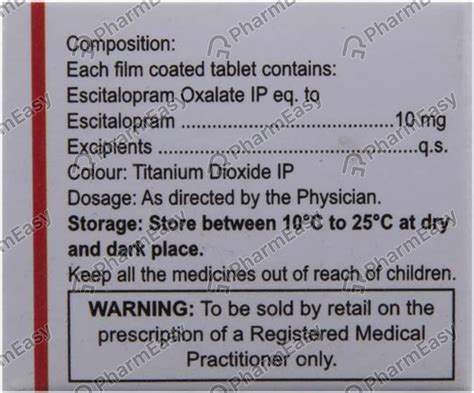 Composition:
Each film coated tablet contains:
Escitalopram Oxalate IP eq. to
Escitalopram ................................10 mg
Excipients ......................................q.s.
Colour: Titanium Dioxide IP
Dosage: As directed by the Physician.
Storage: Store between 10°C to 25°C at dry
and dark place.
Keep all the medicines out of reach of children.
WARNING: To be sold by retail on the
prescription of a Registered Medical
Practitioner only.
PharmEasy